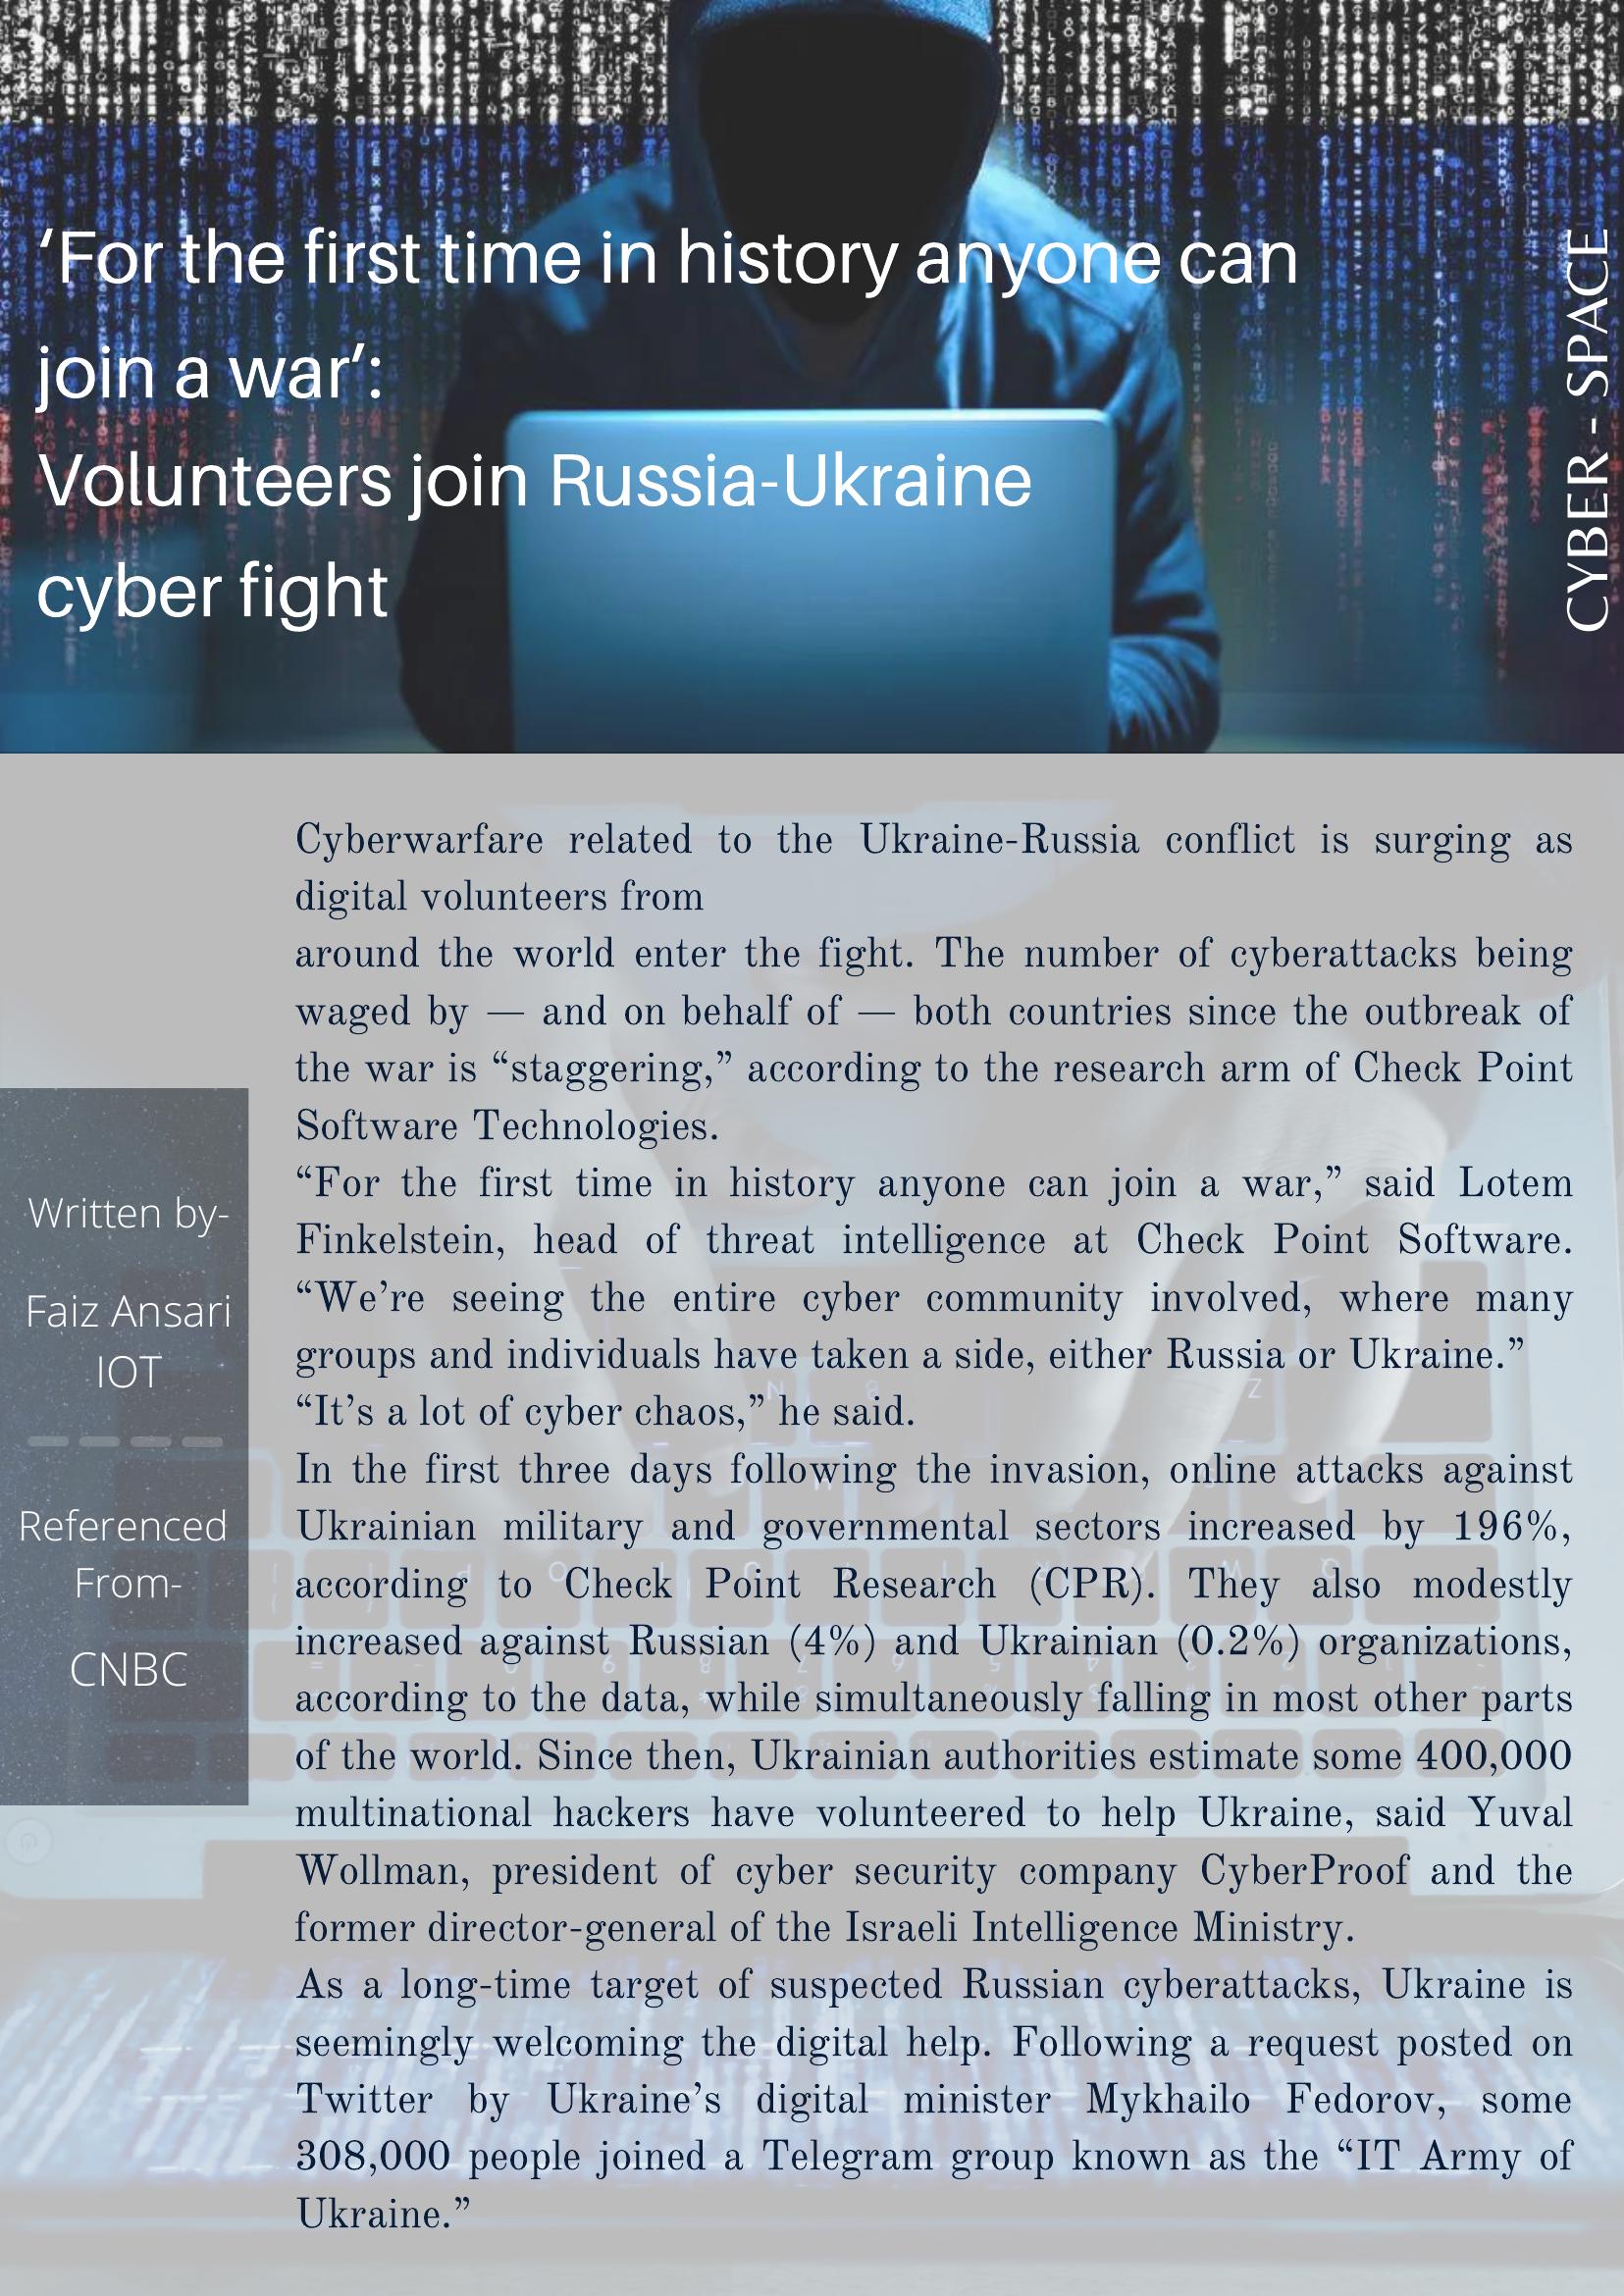 ‘For the first time in history anyone can
join a war’:
Volunteers join Russia-Ukraine
cyber fight
CYBER - SPACE
Cyberwarfare related to the Ukraine-Russia conflict is surging as
digital volunteers from
around the world enter the fight. The number of cyberattacks being
waged by — and on behalf of — both countries since the outbreak of
the war is “staggering,” according to the research arm of Check Point
Software Technologies.
“For the first time in history anyone can join a war,” said Lotem
Finkelstein, head of threat intelligence at Check Point Software.
“We’re seeing the entire cyber community involved, where many
groups and individuals have taken a side, either Russia or Ukraine.”
“It’s a lot of cyber chaos,” he said.
In the first three days following the invasion, online attacks against
Ukrainian military and governmental sectors increased by 196%,
according to Check Point Research (CPR). They also modestly
increased against Russian (4%) and Ukrainian (0.2%) organizations,
according to the data, while simultaneously falling in most other parts
of the world. Since then, Ukrainian authorities estimate some 400,000
multinational hackers have volunteered to help Ukraine, said Yuval
Wollman, president of cyber security company CyberProof and the
former director-general of the Israeli Intelligence Ministry.
As a long-time target of suspected Russian cyberattacks, Ukraine is
seemingly welcoming the digital help. Following a request posted on
Twitter by Ukraine’s digital minister Mykhailo Fedorov, some
308,000 people joined a Telegram group known as the “IT Army of
Ukraine.”
Written by-
Faiz Ansari
IOT
Referenced
From-
CNBC